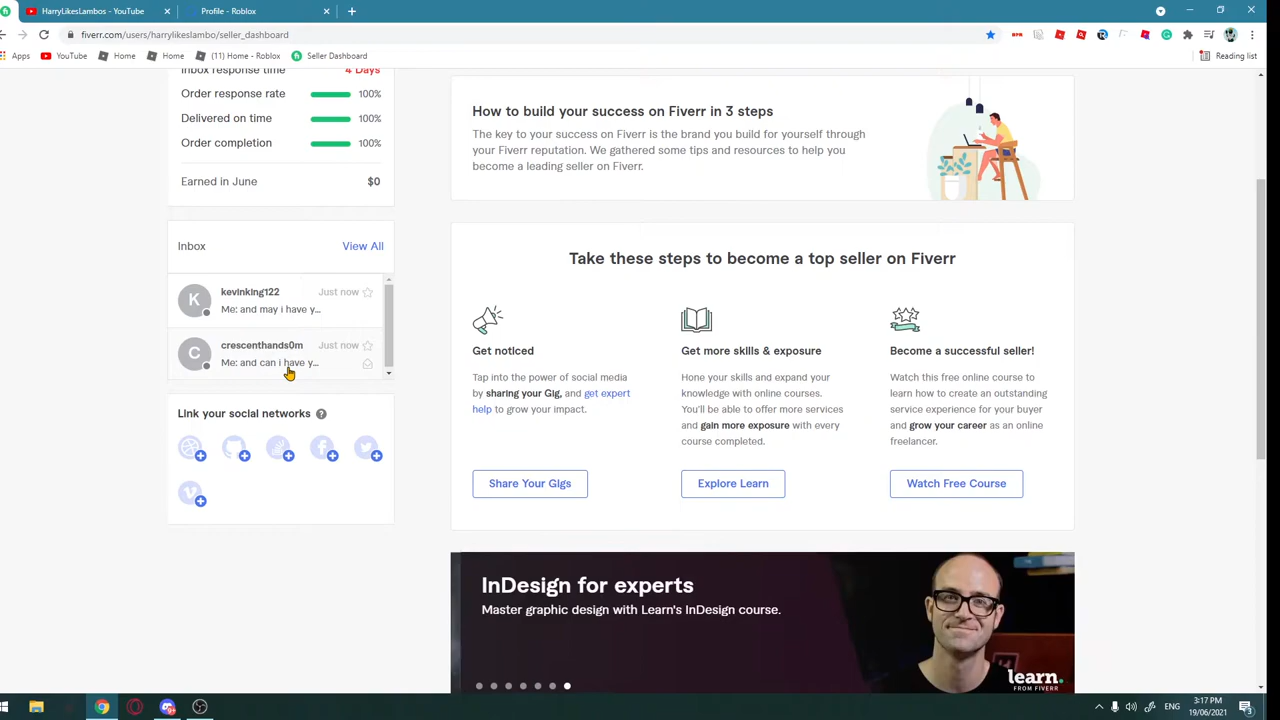 HarryLikesLambos - YouTube
Profile - Roblox
fiverr.com/users/harrylikeslambo/seller_dashboard
Apps
YouTube
Home
Home
(11) Home - Roblox
Seller Dashboard
Reading list
Inbox response time 4 Days
Order response rate 100%
Delivered on time 100%
Order completion 100%
Earned in June $0
Inbox View All
K
kevinking122 Just now
Me: and may i have y...
C
crescenthands0m Just now
Me: and can i have y...
Link your social networks ?
How to build your success on Fiverr in 3 steps
The key to your success on Fiverr is the brand you build for yourself through
your Fiverr reputation. We gathered some tips and resources to help you
become a leading seller on Fiverr.
Take these steps to become a top seller on Fiverr
Get noticed
Tap into the power of social media
by sharing your Gig, and get expert
help to grow your impact.
Share Your Gigs
Get more skills & exposure
Hone your skills and expand your
knowledge with online courses.
You'll be able to offer more services
and gain more exposure with every
course completed.
Explore Learn
Become a successful seller!
Watch this free online course to
learn how to create an outstanding
service experience for your buyer
and grow your career as an online
freelancer.
Watch Free Course
InDesign for experts
Master graphic design with Learn's InDesign course.
learn.
FROM FIVERR
ENG
3:17 PM
19/06/2021
3